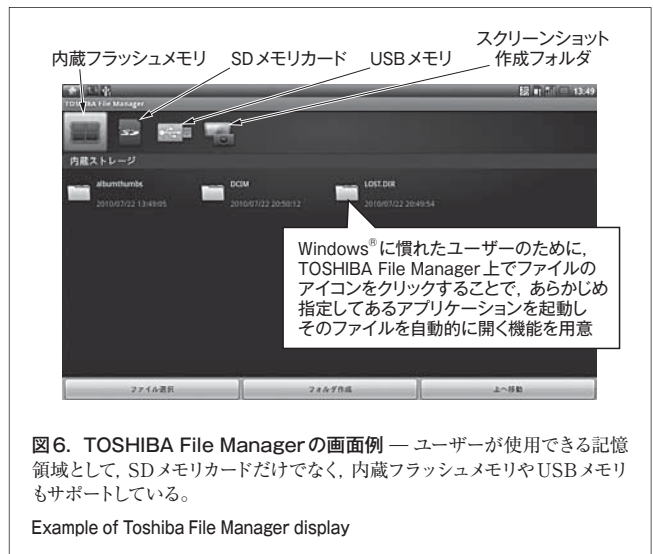 スクリーンショット
内蔵フラッシュメモリ SDメモリカード USBメモリ 作成フォルダ
13:49
TOSHIBA File Manager
内蔵ストレージ
albumthumbs DCIM LOST.DIR
2010/07/22 13:49:05 2010/07/22 20:50:12 2010/07/22 20:49:54
Windows®に慣れたユーザーのために,
TOSHIBA File Manager上でファイルの
アイコンをクリックすることで, あらかじめ
指定してあるアプリケーションを起動し
そのファイルを自動的に開く機能を用意
ファイル選択 フォルダ作成 上へ移動
図6. TOSHIBA File Managerの画面例 — ユーザーが使用できる記憶
領域として, SDメモリカードだけでなく, 内蔵フラッシュメモリやUSBメモリ
もサポートしている。
Example of Toshiba File Manager display